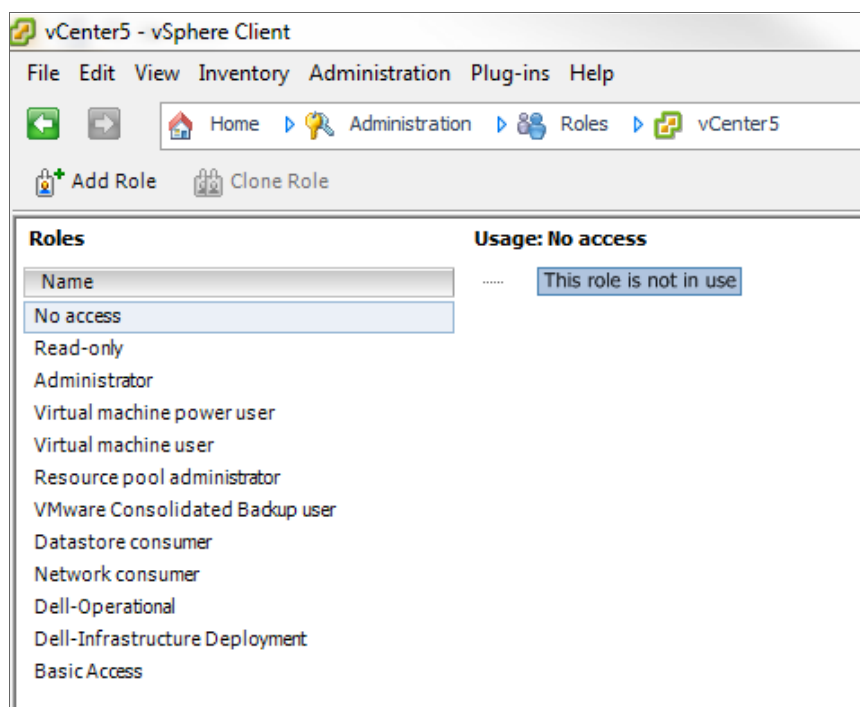 vCenter5 - vSphere Client
File Edit View Inventory Administration Plug-ins Help
Home Administration Roles vCenter5
Add Role Clone Role
Roles
Usage: No access
Name
This role is not in use
No access
Read-only
Administrator
Virtual machine power user
Virtual machine user
Resource pool administrator
VMware Consolidated Backup user
Datastore consumer
Network consumer
Dell-Operational
Dell-Infrastructure Deployment
Basic Access